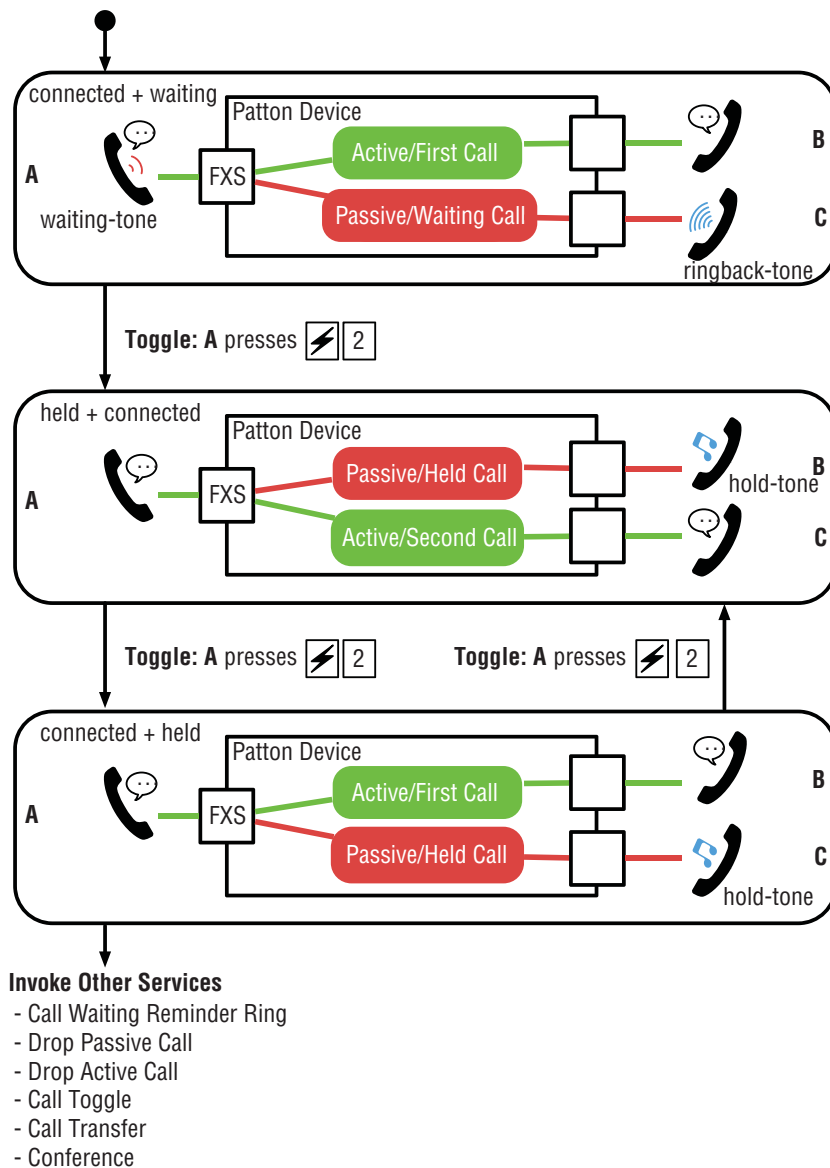 connected + waiting
Patton Device
A
FXS
Active/First Call
B
Passive/Waiting Call
C
waiting-tone
ringback-tone
Toggle: A presses 2
held + connected
Patton Device
A
FXS
Passive/Held Call
B
hold-tone
Active/Second Call
C
Toggle: A presses 2
Toggle: A presses 2
connected + held
Patton Device
A
FXS
Active/First Call
B
Passive/Held Call
C
hold-tone
Invoke Other Services
- Call Waiting Reminder Ring
- Drop Passive Call
- Drop Active Call
- Call Toggle
- Call Transfer
- Conference